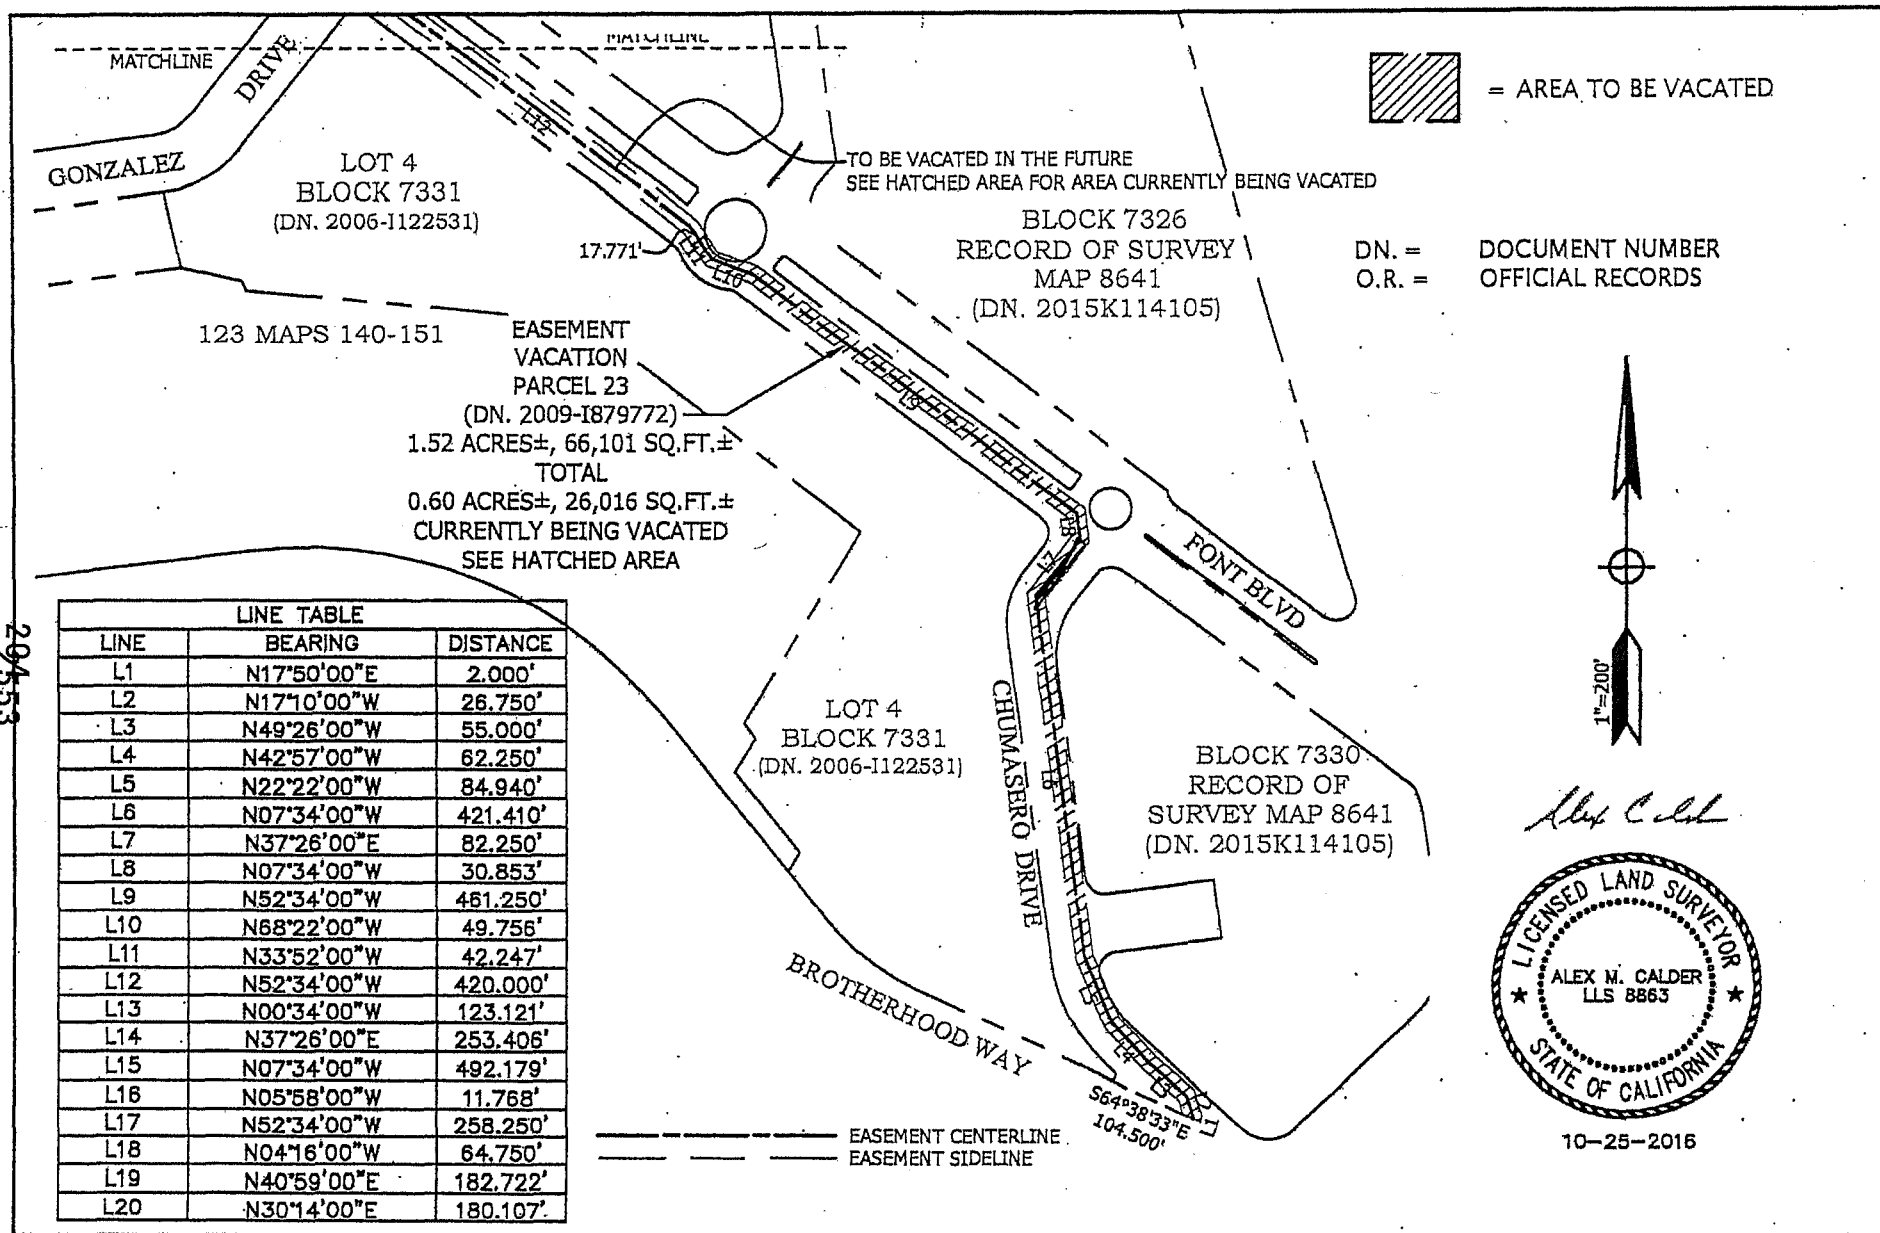 MATCHLINE
MATCHLINE
GONZALEZ
DRIVE
L12
= AREA TO BE VACATED
TO BE VACATED IN THE FUTURE
SEE HATCHED AREA FOR AREA CURRENTLY BEING VACATED
LOT 4
BLOCK 7331
(DN. 2006-I122531)
17.771'
L11
L10
BLOCK 7326
RECORD OF SURVEY
MAP 8641
(DN. 2015K114105)
DN. = DOCUMENT NUMBER
O.R. = OFFICIAL RECORDS
123 MAPS 140-151
EASEMENT
VACATION
PARCEL 23
(DN. 2009-I879772)
1.52 ACRES±, 66,101 SQ.FT.±
TOTAL
0.60 ACRES±, 26,016 SQ.FT.±
CURRENTLY BEING VACATED
SEE HATCHED AREA
L9
L8
L7
FONT BLVD
1"=200'
LINE TABLE
LINE BEARING DISTANCE
L1 N17°50'00"E 2.000'
L2 N17°10'00"W 26.750'
L3 N49°26'00"W 55.000'
L4 N42°57'00"W 62.250'
L5 N22°22'00"W 84.940'
L6 N07°34'00"W 421.410'
L7 N37°26'00"E 82.250'
L8 N07°34'00"W 30.853'
L9 N52°34'00"W 461.250'
L10 N68°22'00"W 49.756'
L11 N33°52'00"W 42.247'
L12 N52°34'00"W 420.000'
L13 N00°34'00"W 123.121'
L14 N37°26'00"E 253.406'
L15 N07°34'00"W 492.179'
L16 N05°58'00"W 11.768'
L17 N52°34'00"W 258.250'
L18 N04°16'00"W 64.750'
L19 N40°59'00"E 182.722'
L20 N30°14'00"E 180.107'
LOT 4
BLOCK 7331
(DN. 2006-I122531)
CHUMASERO DRIVE
L6
BLOCK 7330
RECORD OF
SURVEY MAP 8641
(DN. 2015K114105)
BROTHERHOOD WAY
L5
L4
L3
L1
S64°38'33"E
104.500'
EASEMENT CENTERLINE
EASEMENT SIDELINE
Alex Calder
LICENSED LAND SURVEYOR
ALEX M. CALDER
LLS 8863
STATE OF CALIFORNIA
10-25-2016